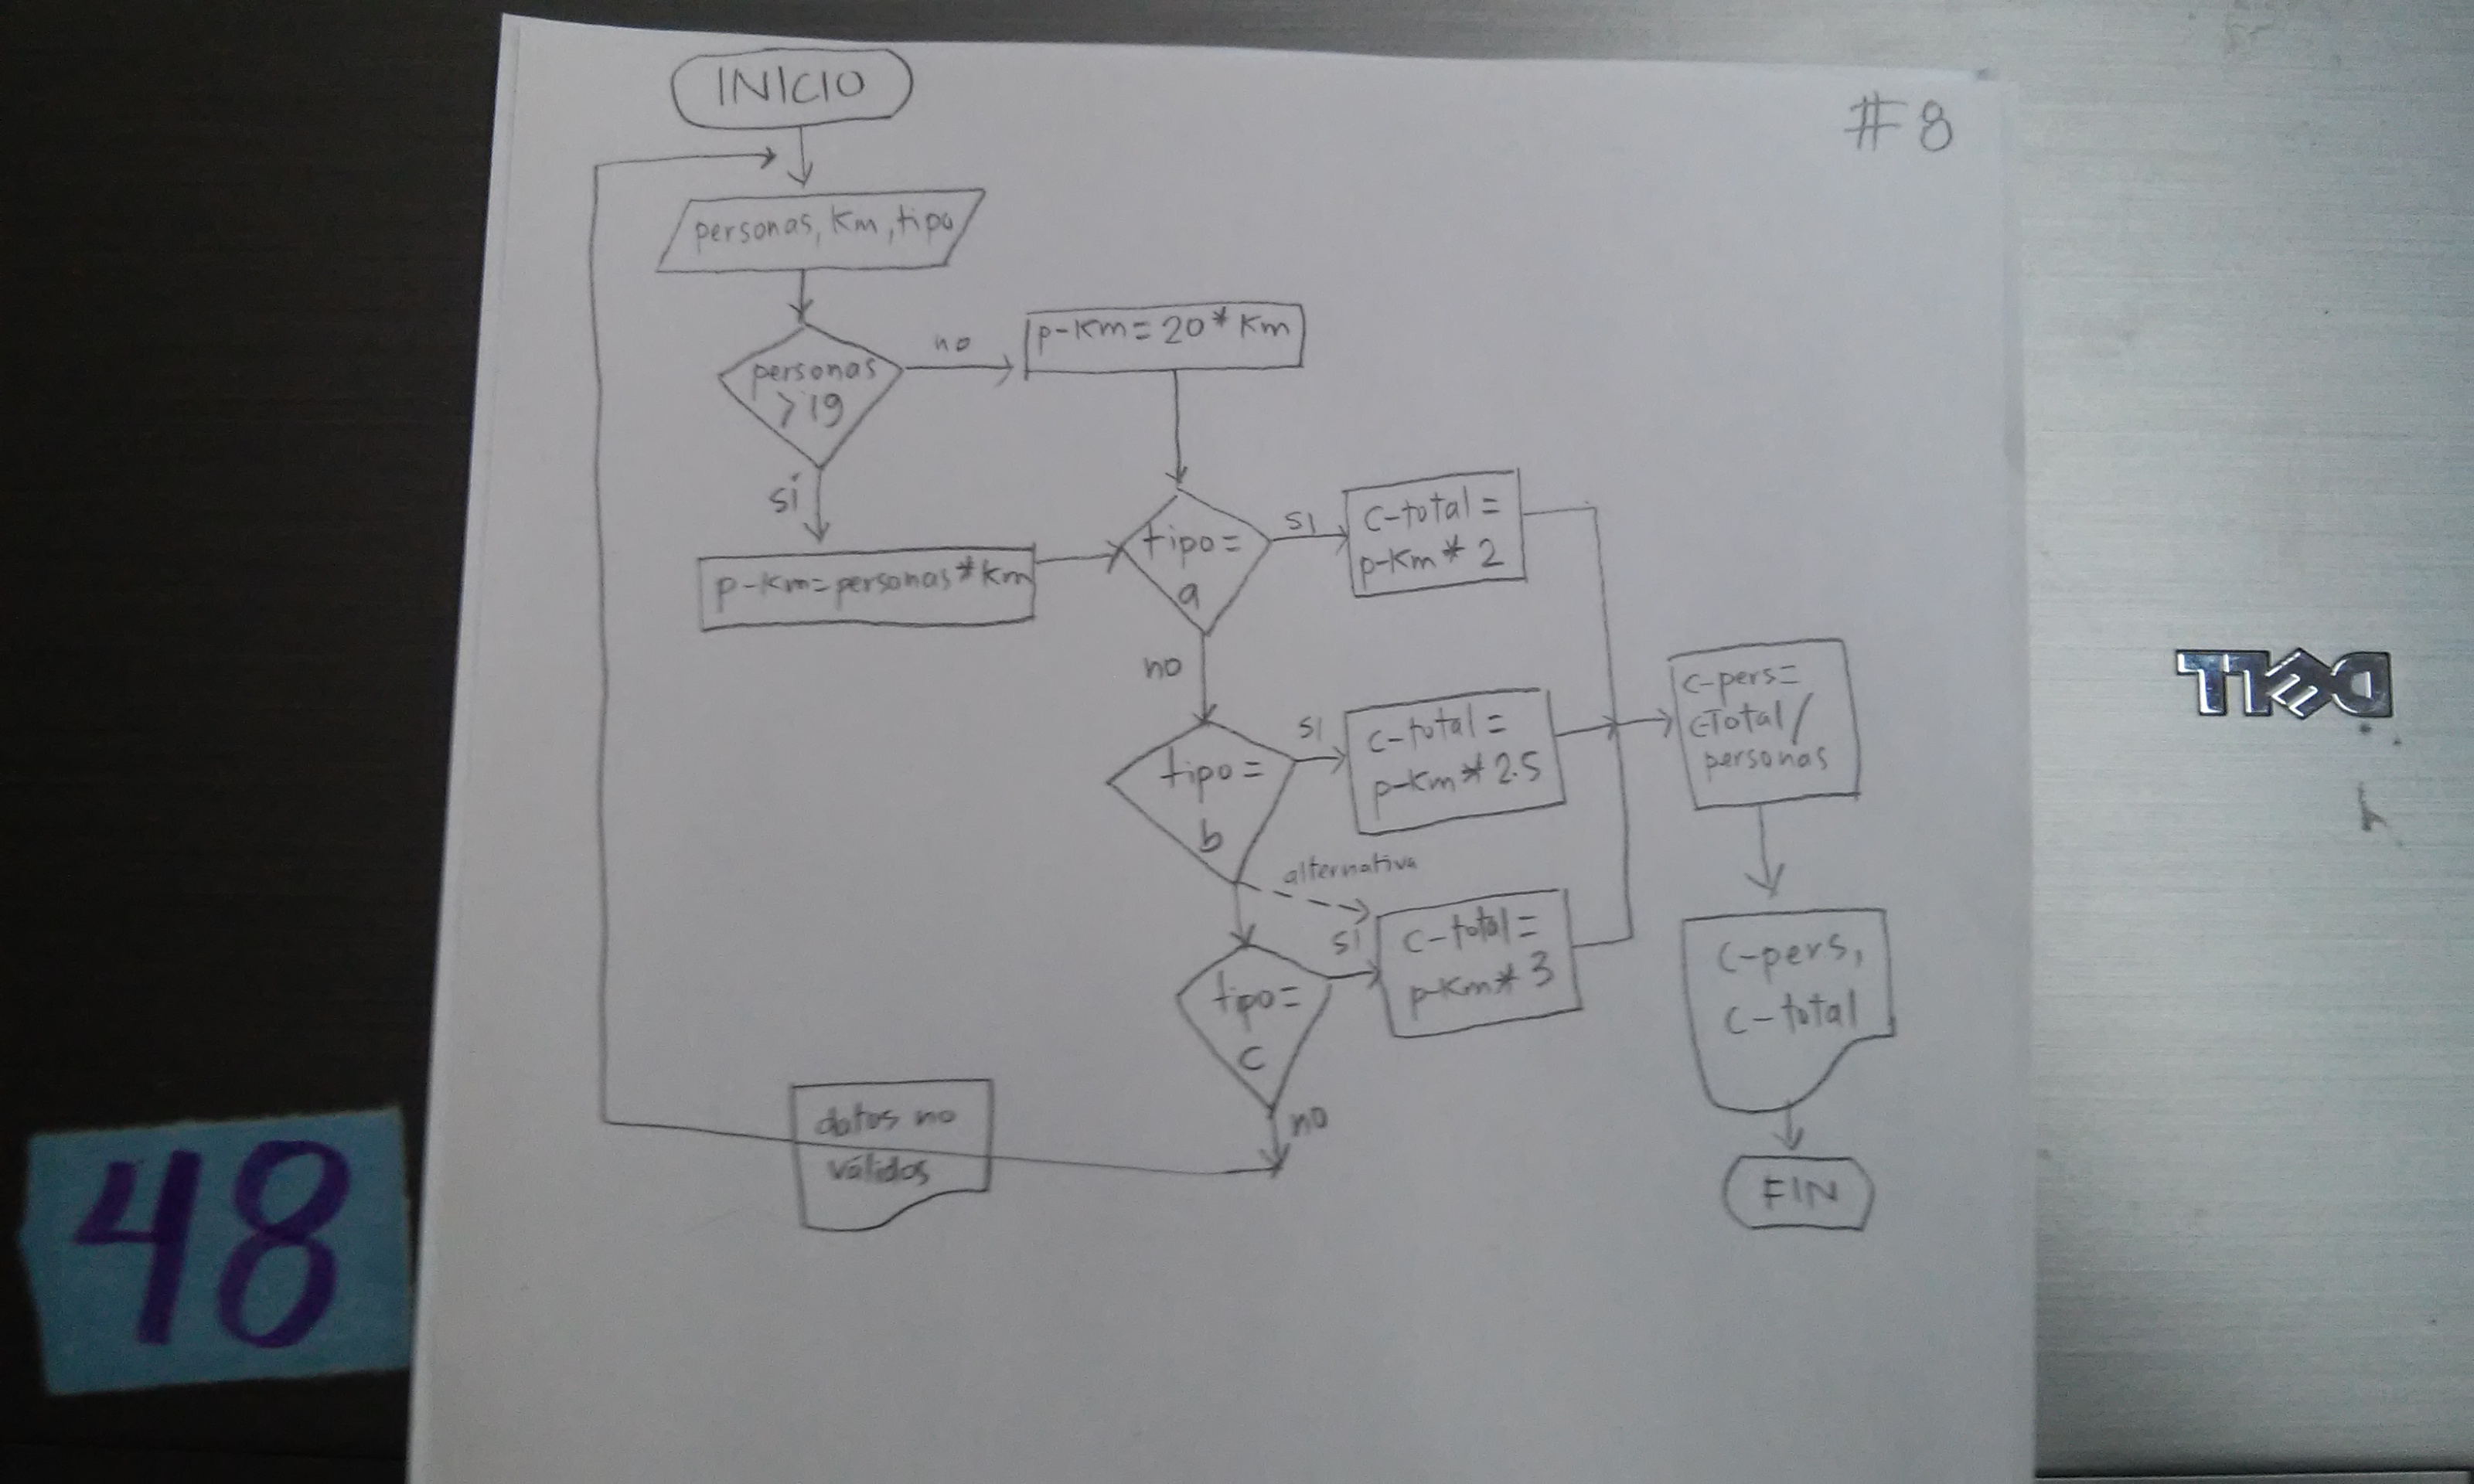 INICIO
#8
personas, Km, tipo
personas
>19
no
p-Km=20*Km
sí
p-Km=personas*Km
tipo=
a
si
c-total=
p-Km*2
no
tipo=
b
si
c-total=
p-Km*2.5
alternativa
tipo=
c
si
c-total=
p-Km*3
no
datos no
válidos
c-pers=
c-Total/
personas
c-pers,
c-total
FIN
DELL
48